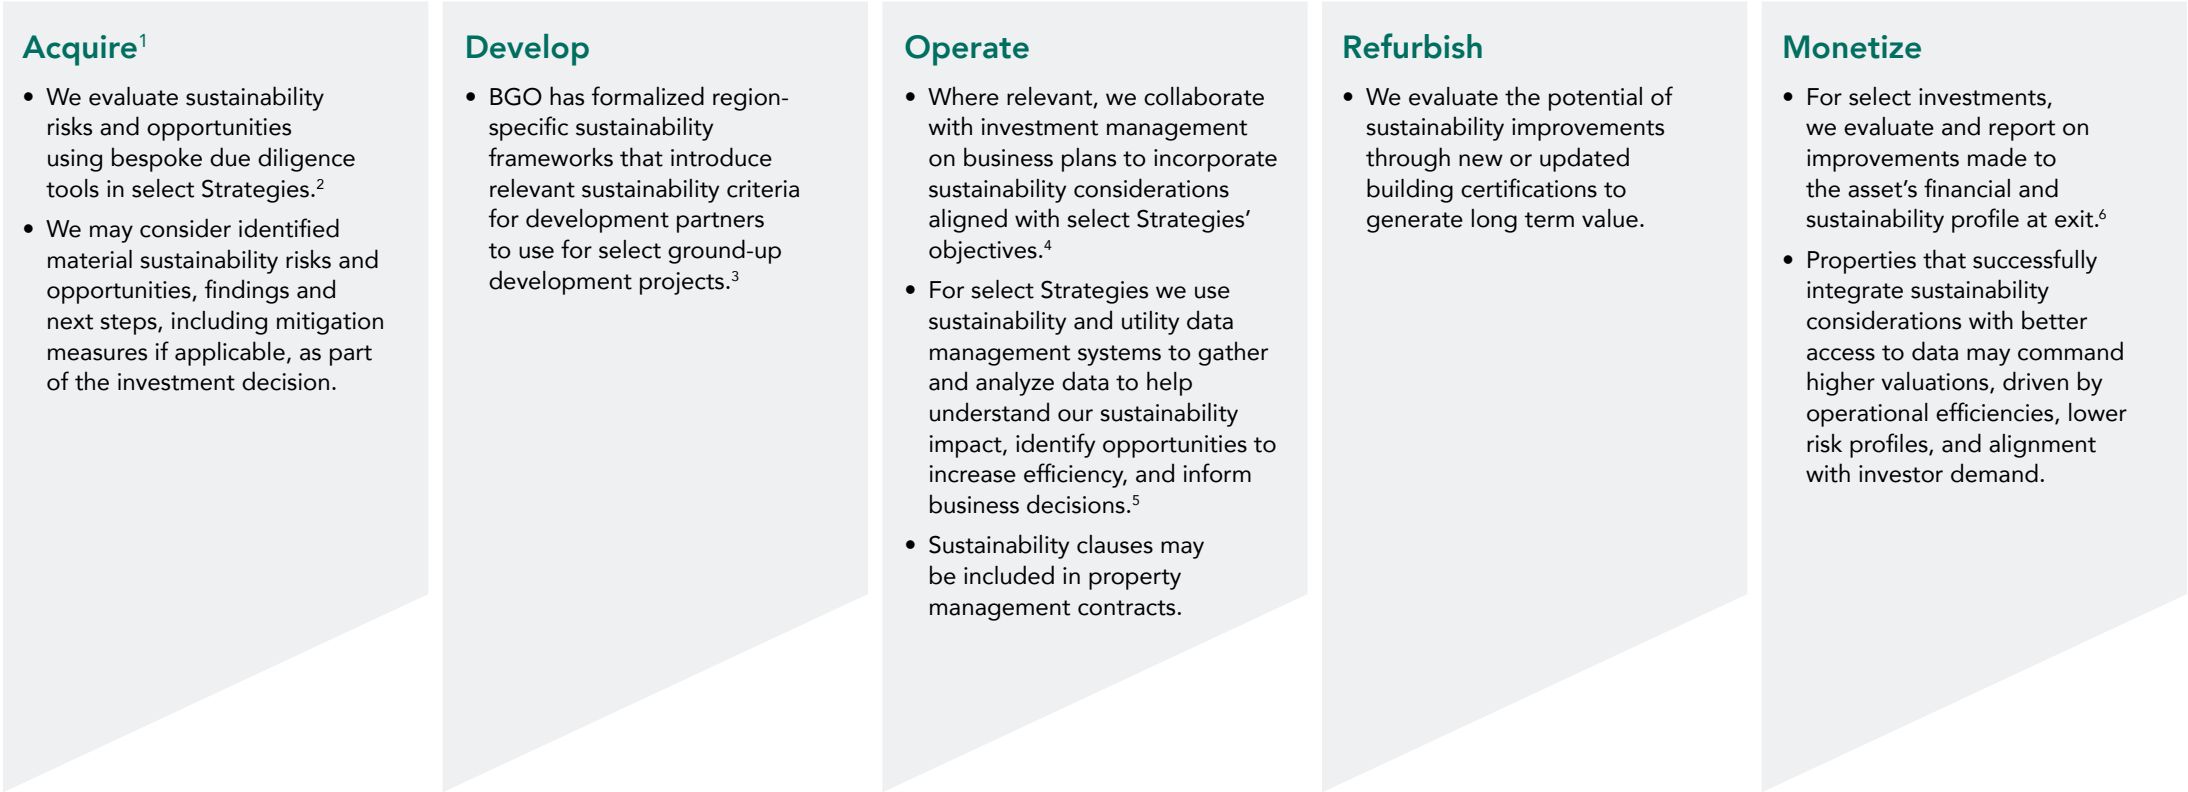 Acquire¹
• We evaluate sustainability
risks and opportunities
using bespoke due diligence
tools in select Strategies.²
• We may consider identified
material sustainability risks and
opportunities, findings and
next steps, including mitigation
measures if applicable, as part
of the investment decision.
Develop
• BGO has formalized region-
specific sustainability
frameworks that introduce
relevant sustainability criteria
for development partners
to use for select ground-up
development projects.³
Operate
• Where relevant, we collaborate
with investment management
on business plans to incorporate
sustainability considerations
aligned with select Strategies’
objectives.⁴
• For select Strategies we use
sustainability and utility data
management systems to gather
and analyze data to help
understand our sustainability
impact, identify opportunities to
increase efficiency, and inform
business decisions.⁵
• Sustainability clauses may
be included in property
management contracts.
Refurbish
• We evaluate the potential of
sustainability improvements
through new or updated
building certifications to
generate long term value.
Monetize
• For select investments,
we evaluate and report on
improvements made to
the asset’s financial and
sustainability profile at exit.⁶
• Properties that successfully
integrate sustainability
considerations with better
access to data may command
higher valuations, driven by
operational efficiencies, lower
risk profiles, and alignment
with investor demand.